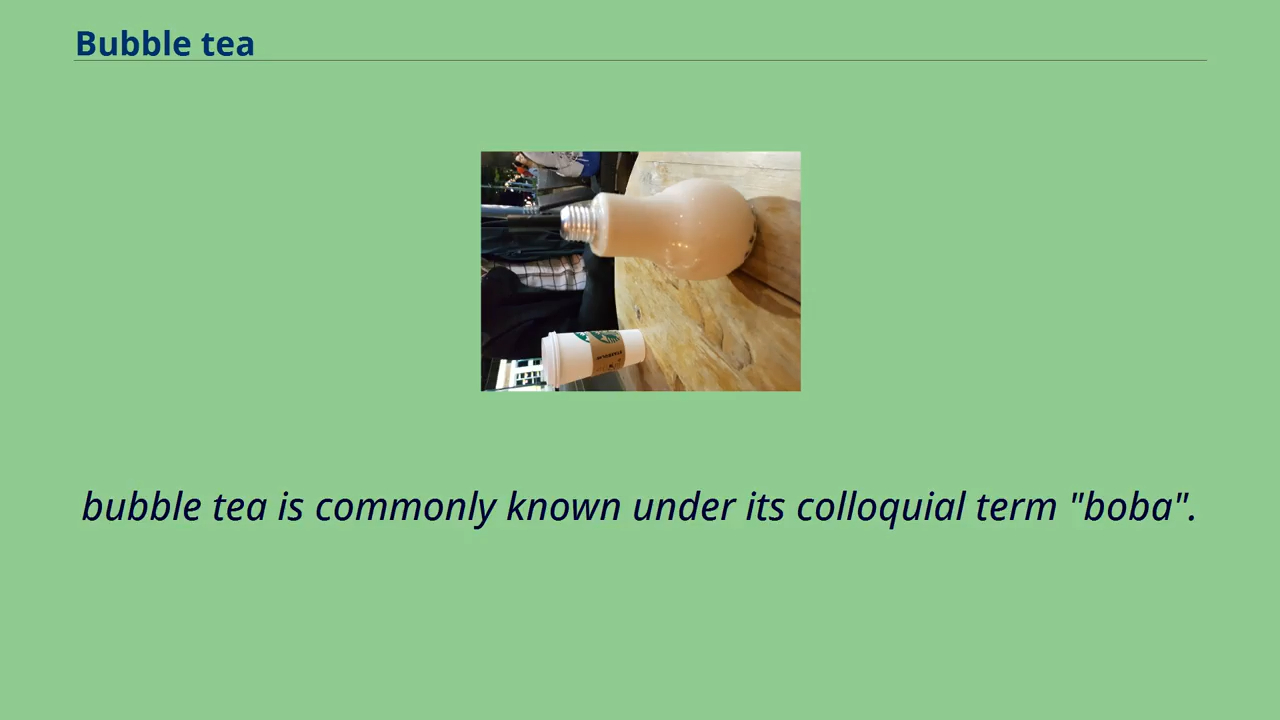 Bubble tea
bubble tea is commonly known under its colloquial term "boba".